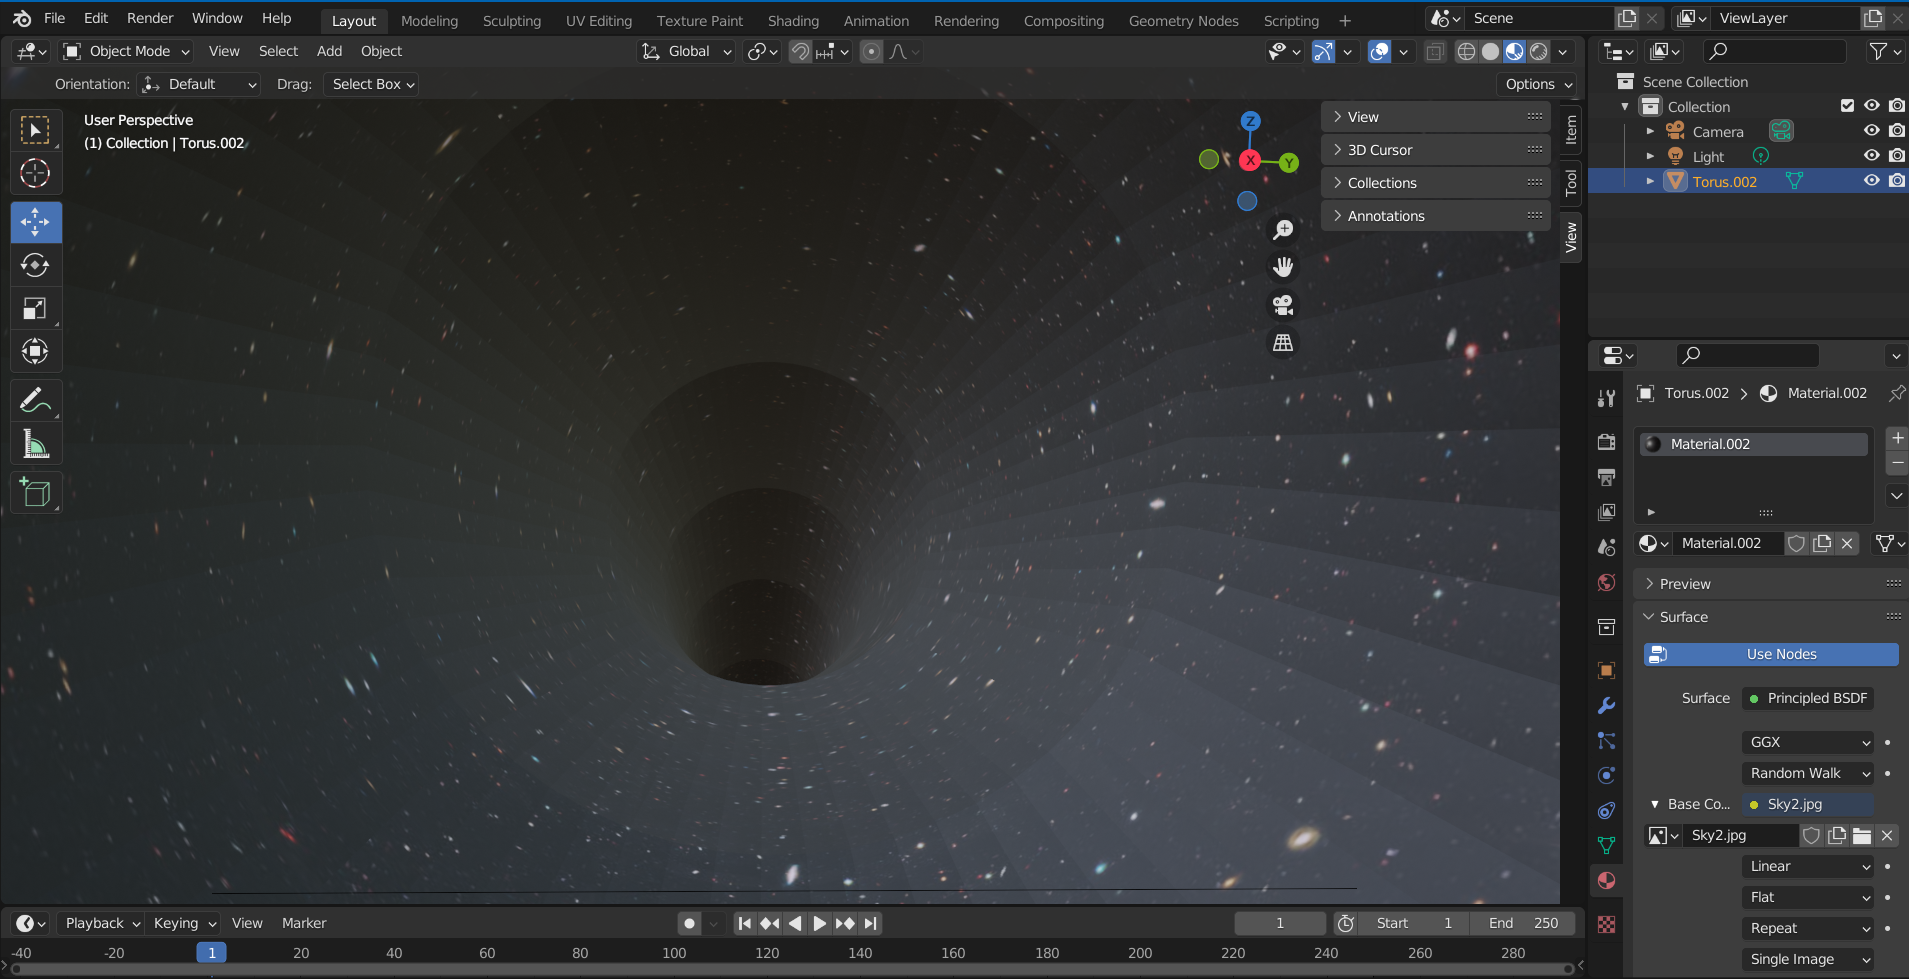 File Edit Render Window Help Layout Modeling Sculpting UV Editing Texture Paint Shading Animation Rendering Compositing Geometry Nodes Scripting + Scene ViewLayer
Object Mode View Select Add Object Global
Orientation: Default Drag: Select Box Options
User Perspective
(1) Collection | Torus.002
Z
X
Y
View
3D Cursor
Collections
Annotations
Item
Tool
View
Scene Collection
Collection
Camera
Light
Torus.002
Torus.002 Material.002
Material.002
Material.002
Preview
Surface
Use Nodes
Surface Principled BSDF
GGX
Random Walk
Base Co... Sky2.jpg
Sky2.jpg
Linear
Flat
Repeat
Single Image
Playback Keying View Marker 1 Start 1 End 250
-40 -20 1 20 40 60 80 100 120 140 160 180 200 220 240 260 280